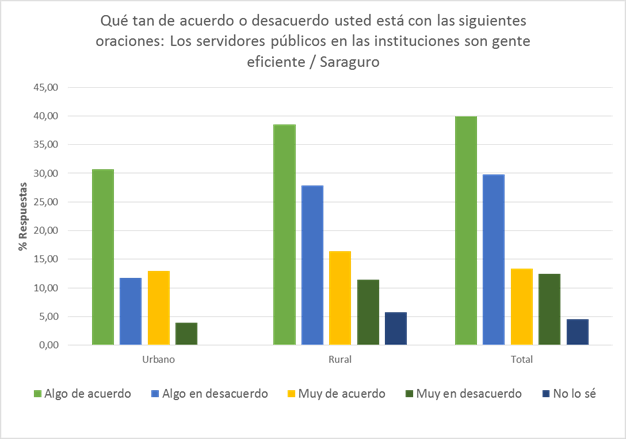 Qué tan de acuerdo o desacuerdo usted está con las siguientes
oraciones: Los servidores públicos en las instituciones son gente
eficiente / Saraguro
45,00
40,00
35,00
30,00
25,00
20,00
15,00
10,00
5,00
0,00
% Respuestas
Urbano Rural Total
Algo de acuerdo Algo en desacuerdo Muy de acuerdo Muy en desacuerdo No lo sé